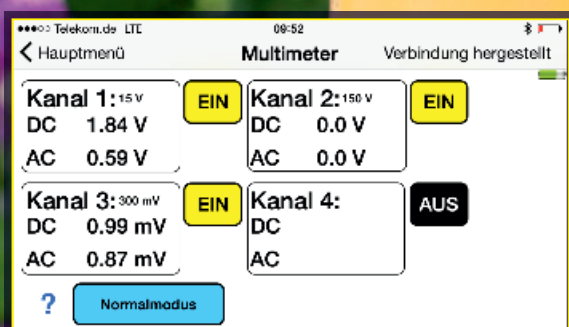 Telekom.de LTE 09:52
Hauptmenü Multimeter Verbindung hergestellt
Kanal 1: 15 V EIN Kanal 2: 150 V EIN
DC 1.84 V DC 0.0 V
AC 0.59 V AC 0.0 V
Kanal 3: 300 mV EIN Kanal 4: AUS
DC 0.99 mV DC
AC 0.87 mV AC
? Normalmodus